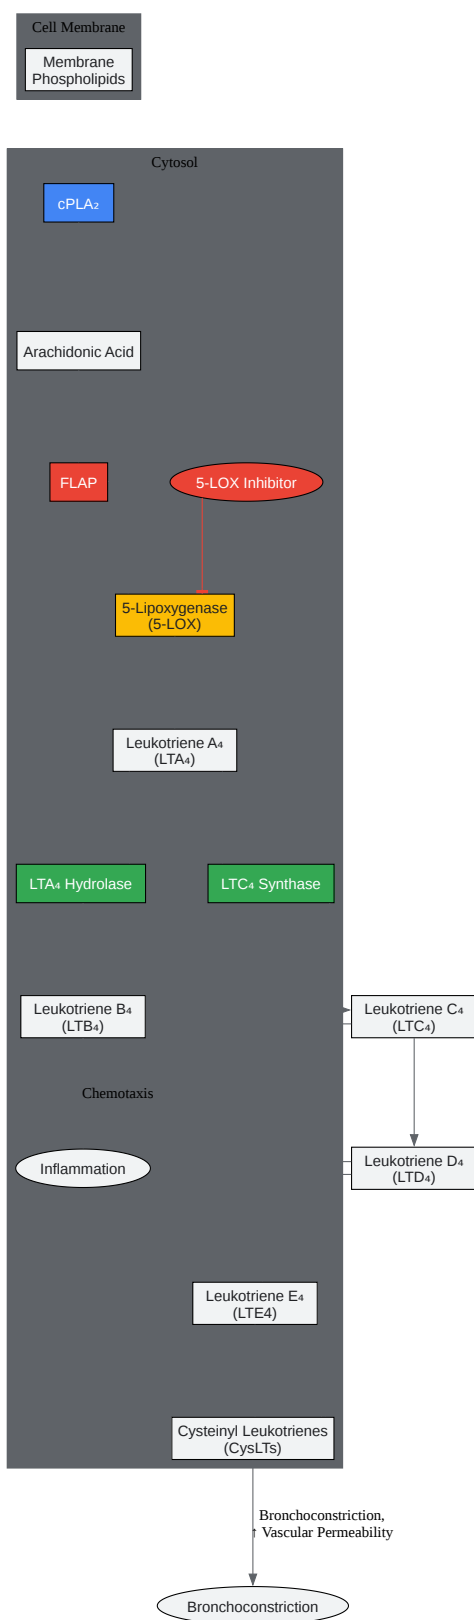 Cell Membrane
Membrane
Phospholipids
Cytosol
cPLA₂
Arachidonic Acid
FLAP
5-LOX Inhibitor
5-Lipoxygenase
(5-LOX)
Leukotriene A₄
(LTA₄)
LTA₄ Hydrolase
LTC₄ Synthase
Leukotriene B₄
(LTB₄)
Leukotriene C₄
(LTC₄)
Chemotaxis
Inflammation
Leukotriene D₄
(LTD₄)
Leukotriene E₄
(LTE4)
Cysteinyl Leukotrienes
(CysLTs)
Bronchoconstriction,
↑ Vascular Permeability
Bronchoconstriction